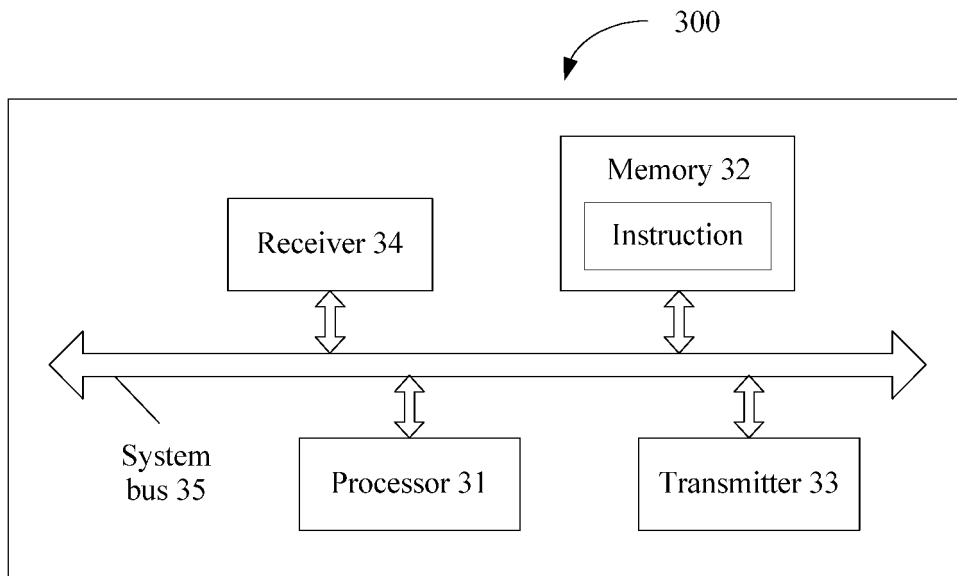 300
Memory 32
Instruction
Receiver 34
System
bus 35
Processor 31
Transmitter 33